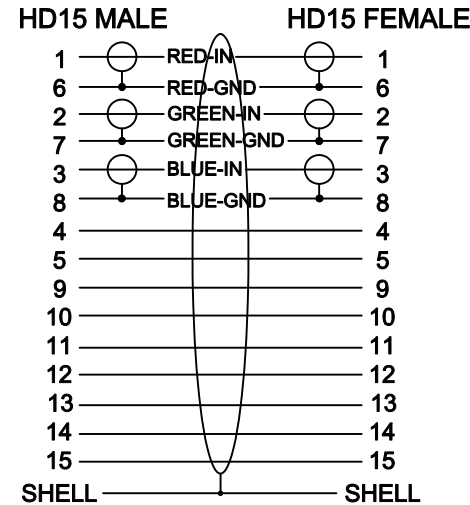 HD15 MALE HD15 FEMALE
1 RED-IN 1
6 RED-GND 6
2 GREEN-IN 2
7 GREEN-GND 7
3 BLUE-IN 3
8 BLUE-GND 8
4 4
5 5
9 9
10 10
11 11
12 12
13 13
14 14
15 15
SHELL SHELL